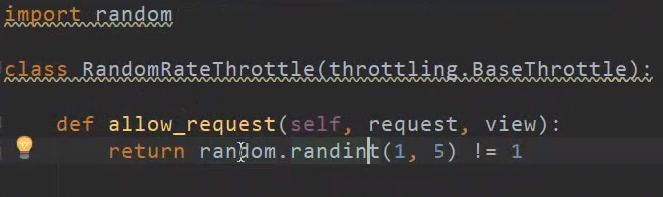 import random
class RandomRateThrottle(throttling.BaseThrottle):
def allow_request(self, request, view):
return random.randint(1, 5) != 1